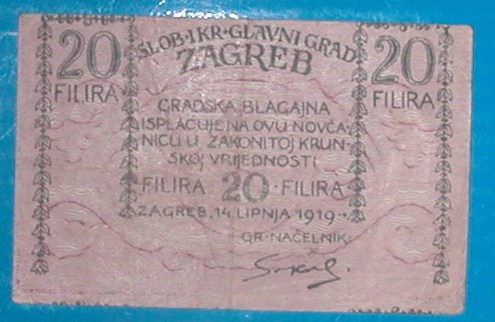 20 FILIRA
SLOB·I KR·GLAVNI GRAD
ZAGREB
20 FILIRA
GRADSKA BLAGAJNA
ISPLAĆUJE NA OVU NOVČA-
NICU U ZAKONITOJ KRUN-
SKOJ VRIJEDNOSTI
FILIRA 20·FILIRA
ZAGREB, 14 LIPNJA 1919·
GR·NAČELNIK: